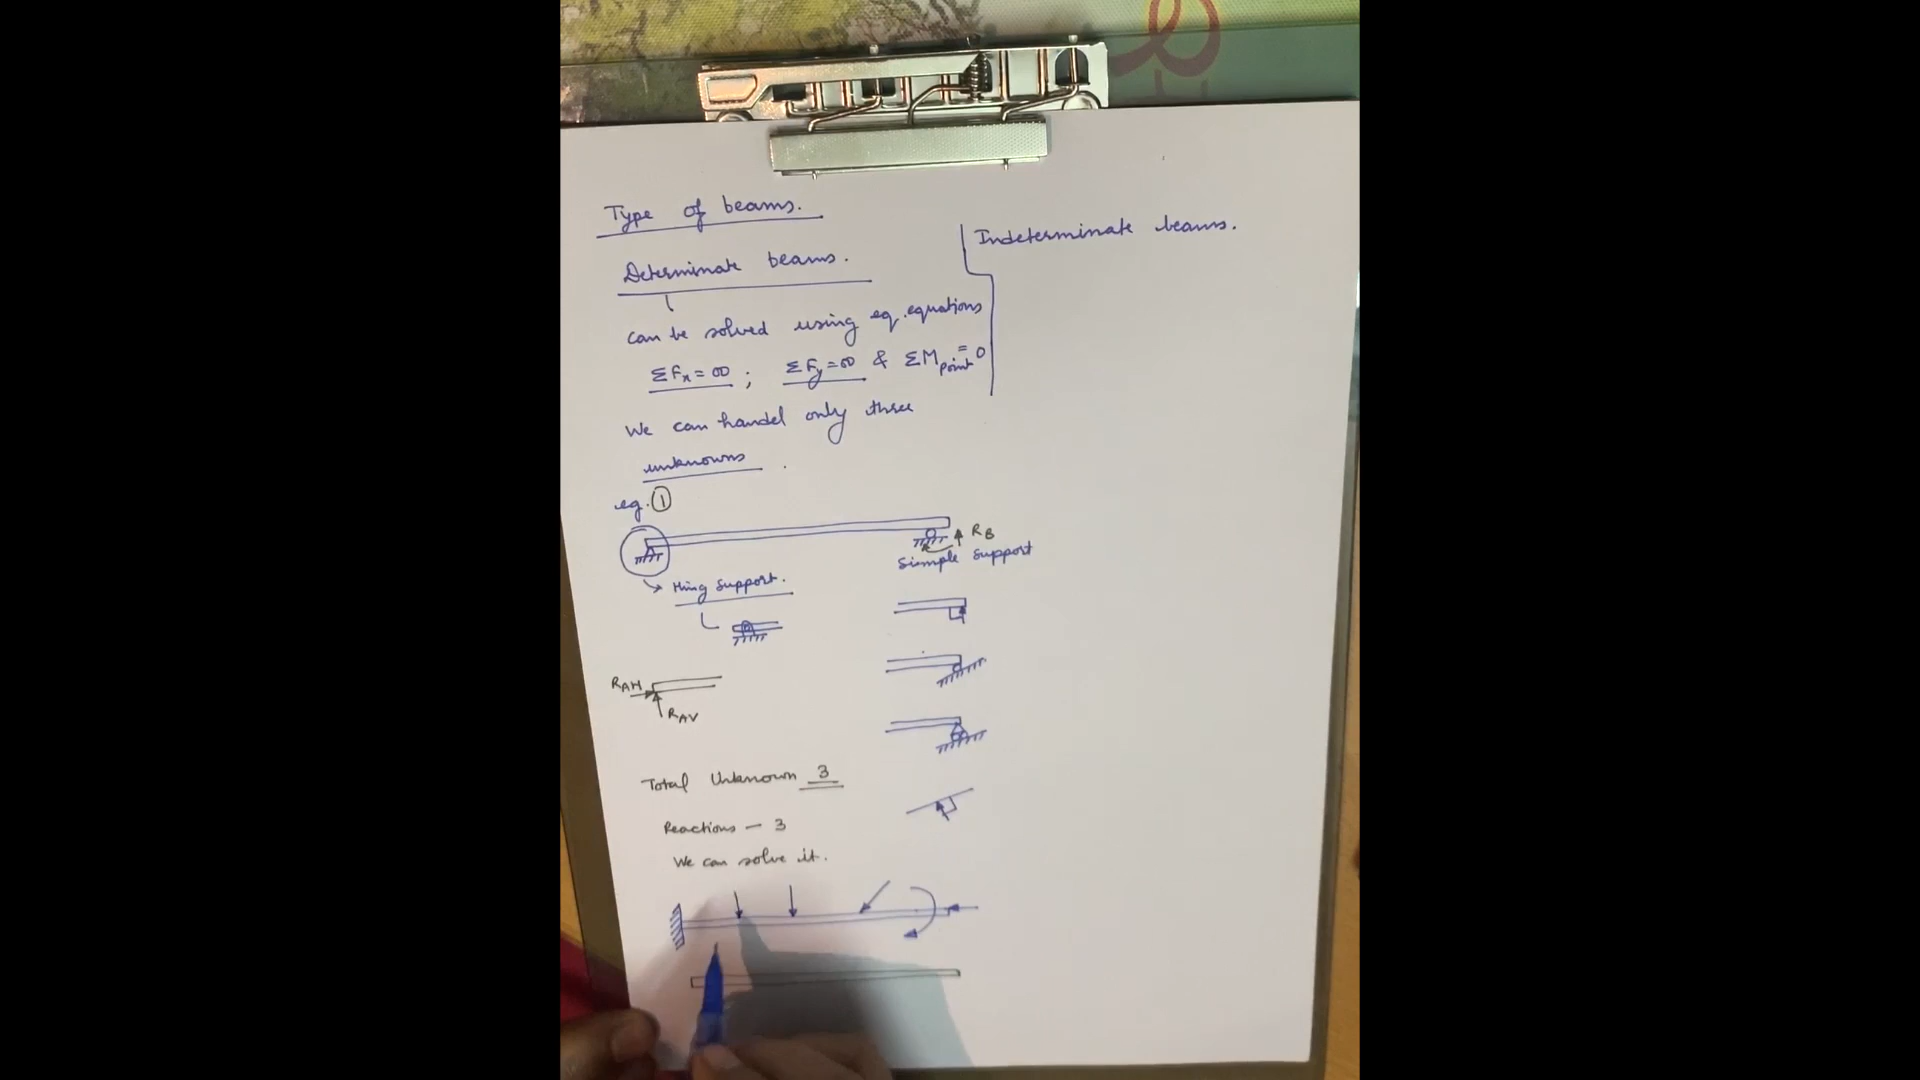 Type of beams.
Determinate beams.
can be solved using eq. equations
ΣFx = 00 ; ΣFy = 00 & ΣMpoint = 0
We can handel only three
unknowns .
eg. ①
RB
Simple support
Hing support.
RAH
RAV
Total Unknown 3
Reactions — 3
We can solve it.
Indeterminate beams.